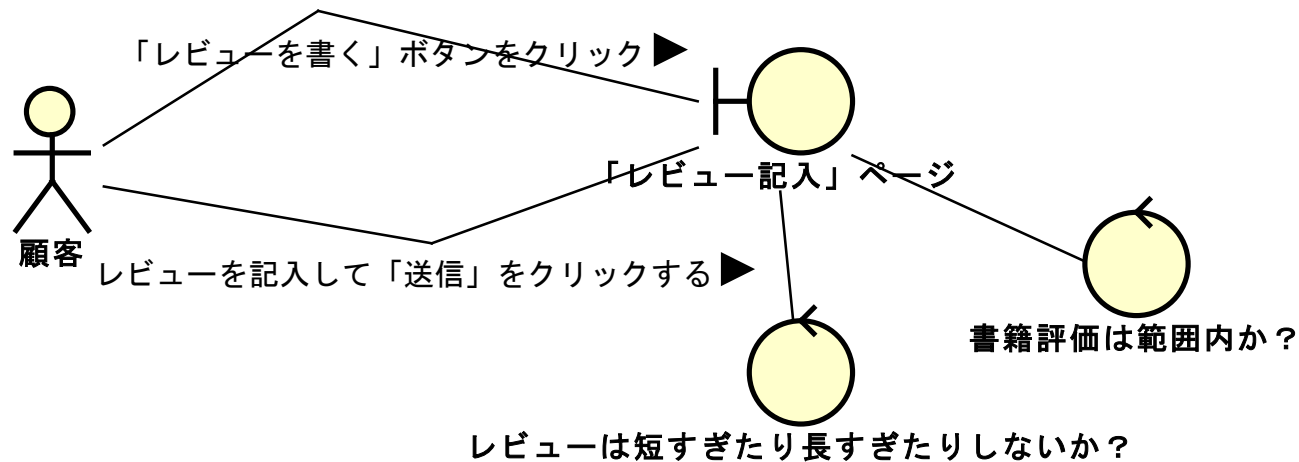 「レビューを書く」ボタンをクリック
「レビュー記入」ページ
顧客
レビューを記入して「送信」をクリックする
書籍評価は範囲内か？
レビューは短すぎたり長すぎたりしないか？